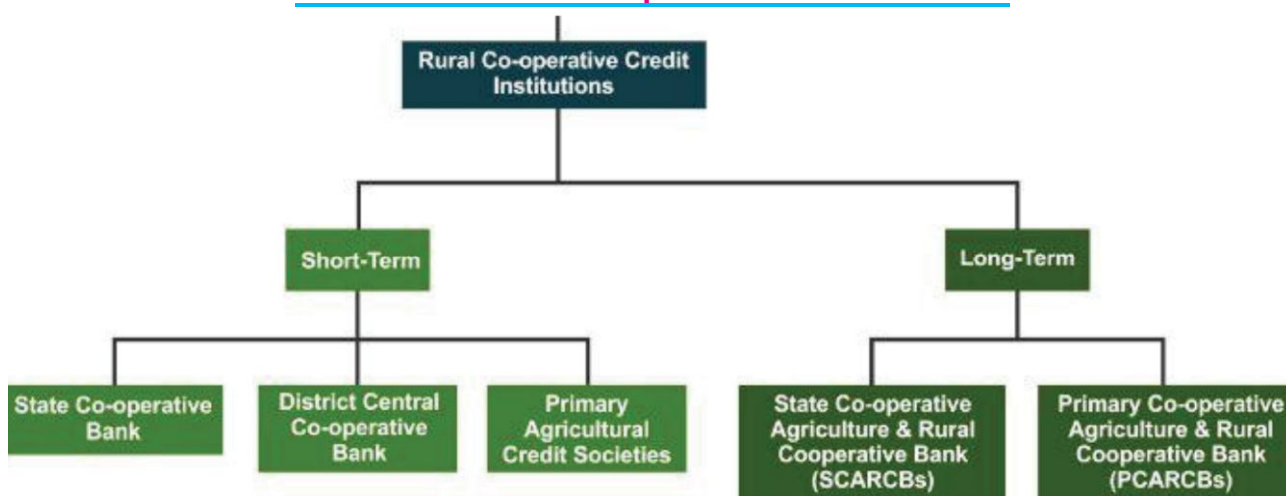 Rural Co-operative Credit
Institutions
Short-Term
Long-Term
State Co-operative
Bank
District Central
Co-operative
Bank
Primary
Agricultural
Credit Societies
State Co-operative
Agriculture & Rural
Cooperative Bank
(SCARCBs)
Primary Co-operative
Agriculture & Rural
Cooperative Bank
(PCARCBs)